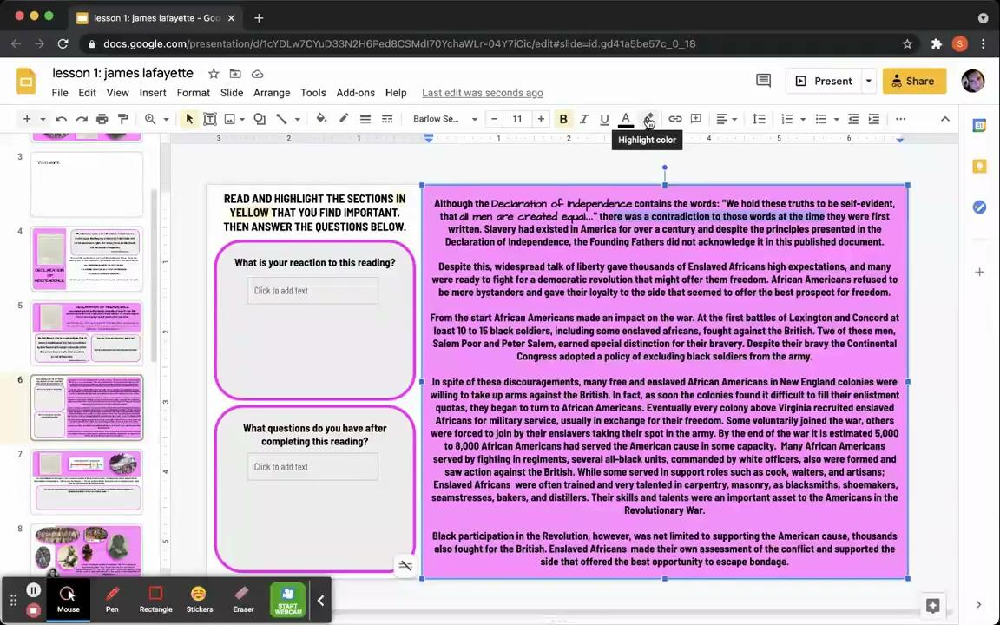 lesson 1: james lafayette - Goo
docs.google.com/presentation/d/1cYDLw7CYuD33N2H6Ped8CSMdI70YchaWLr-04Y7iCic/edit#slide=id.gd41a5be57c_0_18
S
lesson 1: james lafayette
File Edit View Insert Format Slide Arrange Tools Add-ons Help Last edit was seconds ago
Present
Share
Barlow Se...
11
B I U A
Highlight color
3 2 1 1 2 4 5 6
READ AND HIGHLIGHT THE SECTIONS IN
YELLOW THAT YOU FIND IMPORTANT.
THEN ANSWER THE QUESTIONS BELOW.
What is your reaction to this reading?
Click to add text
What questions do you have after
completing this reading?
Click to add text
Although the Declaration of Independence contains the words: "We hold these truths to be self-evident,
that all men are created equal..." there was a contradiction to those words at the time they were first
written. Slavery had existed in America for over a century and despite the principles presented in the
Declaration of Independence, the Founding Fathers did not acknowledge it in this published document.
Despite this, widespread talk of liberty gave thousands of Enslaved Africans high expectations, and many
were ready to fight for a democratic revolution that might offer them freedom. African Americans refused to
be mere bystanders and gave their loyalty to the side that seemed to offer the best prospect for freedom.
From the start African Americans made an impact on the war. At the first battles of Lexington and Concord at
least 10 to 15 black soldiers, including some enslaved africans, fought against the British. Two of these men,
Salem Poor and Peter Salem, earned special distinction for their bravery. Despite their bravy the Continental
Congress adopted a policy of excluding black soldiers from the army.
In spite of these discouragements, many free and enslaved African Americans in New England colonies were
willing to take up arms against the British. In fact, as soon the colonies found it difficult to fill their enlistment
quotas, they began to turn to African Americans. Eventually every colony above Virginia recruited enslaved
Africans for military service, usually in exchange for their freedom. Some voluntarily joined the war, others
were forced to join by their enslavers taking their spot in the army. By the end of the war it is estimated 5,000
to 8,000 African Americans had served the American cause in some capacity. Many African Americans
served by fighting in regiments, several all-black units, commanded by white officers, also were formed and
saw action against the British. While some served in support roles such as cook, waiters, and artisans;
Enslaved Africans were often trained and very talented in carpentry, masonry, as blacksmiths, shoemakers,
seamstresses, bakers, and distillers. Their skills and talents were an important asset to the Americans in the
Revolutionary War.
Black participation in the Revolution, however, was not limited to supporting the American cause, thousands
also fought for the British. Enslaved Africans made their own assessment of the conflict and supported the
side that offered the best opportunity to escape bondage.
3
4
DECLARATION
OF
INDEPENDENCE
5
DECLARATION OF INDEPENDENCE
6
7
8
1
2
3
4
5
Mouse Pen Rectangle Stickers Eraser START
WEBCAM